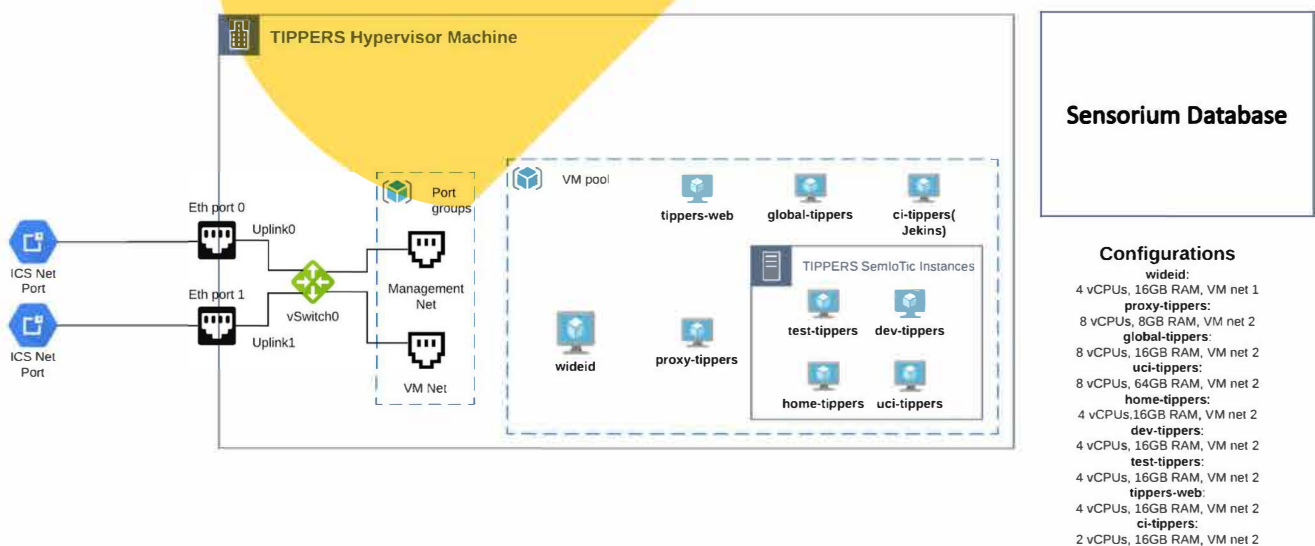 TIPPERS Hypervisor Machine
Sensorium Database
Port
groups
VM pool
tippers-web
global-tippers
ci-tippers(
Jekins)
Eth port 0
Uplink0
ICS Net
Port
Eth port 1
Uplink1
ICS Net
Port
vSwitch0
Management
Net
VM Net
wideid
proxy-tippers
TIPPERS SemIoTic Instances
test-tippers
dev-tippers
home-tippers
uci-tippers
Configurations
wideid:
4 vCPUs, 16GB RAM, VM net 1
proxy-tippers:
8 vCPUs, 8GB RAM, VM net 2
global-tippers:
8 vCPUs, 16GB RAM, VM net 2
uci-tippers:
8 vCPUs, 64GB RAM, VM net 2
home-tippers:
4 vCPUs,16GB RAM, VM net 2
dev-tippers:
4 vCPUs, 16GB RAM, VM net 2
test-tippers:
4 vCPUs, 16GB RAM, VM net 2
tippers-web:
4 vCPUs, 16GB RAM, VM net 2
ci-tippers:
2 vCPUs, 16GB RAM, VM net 2